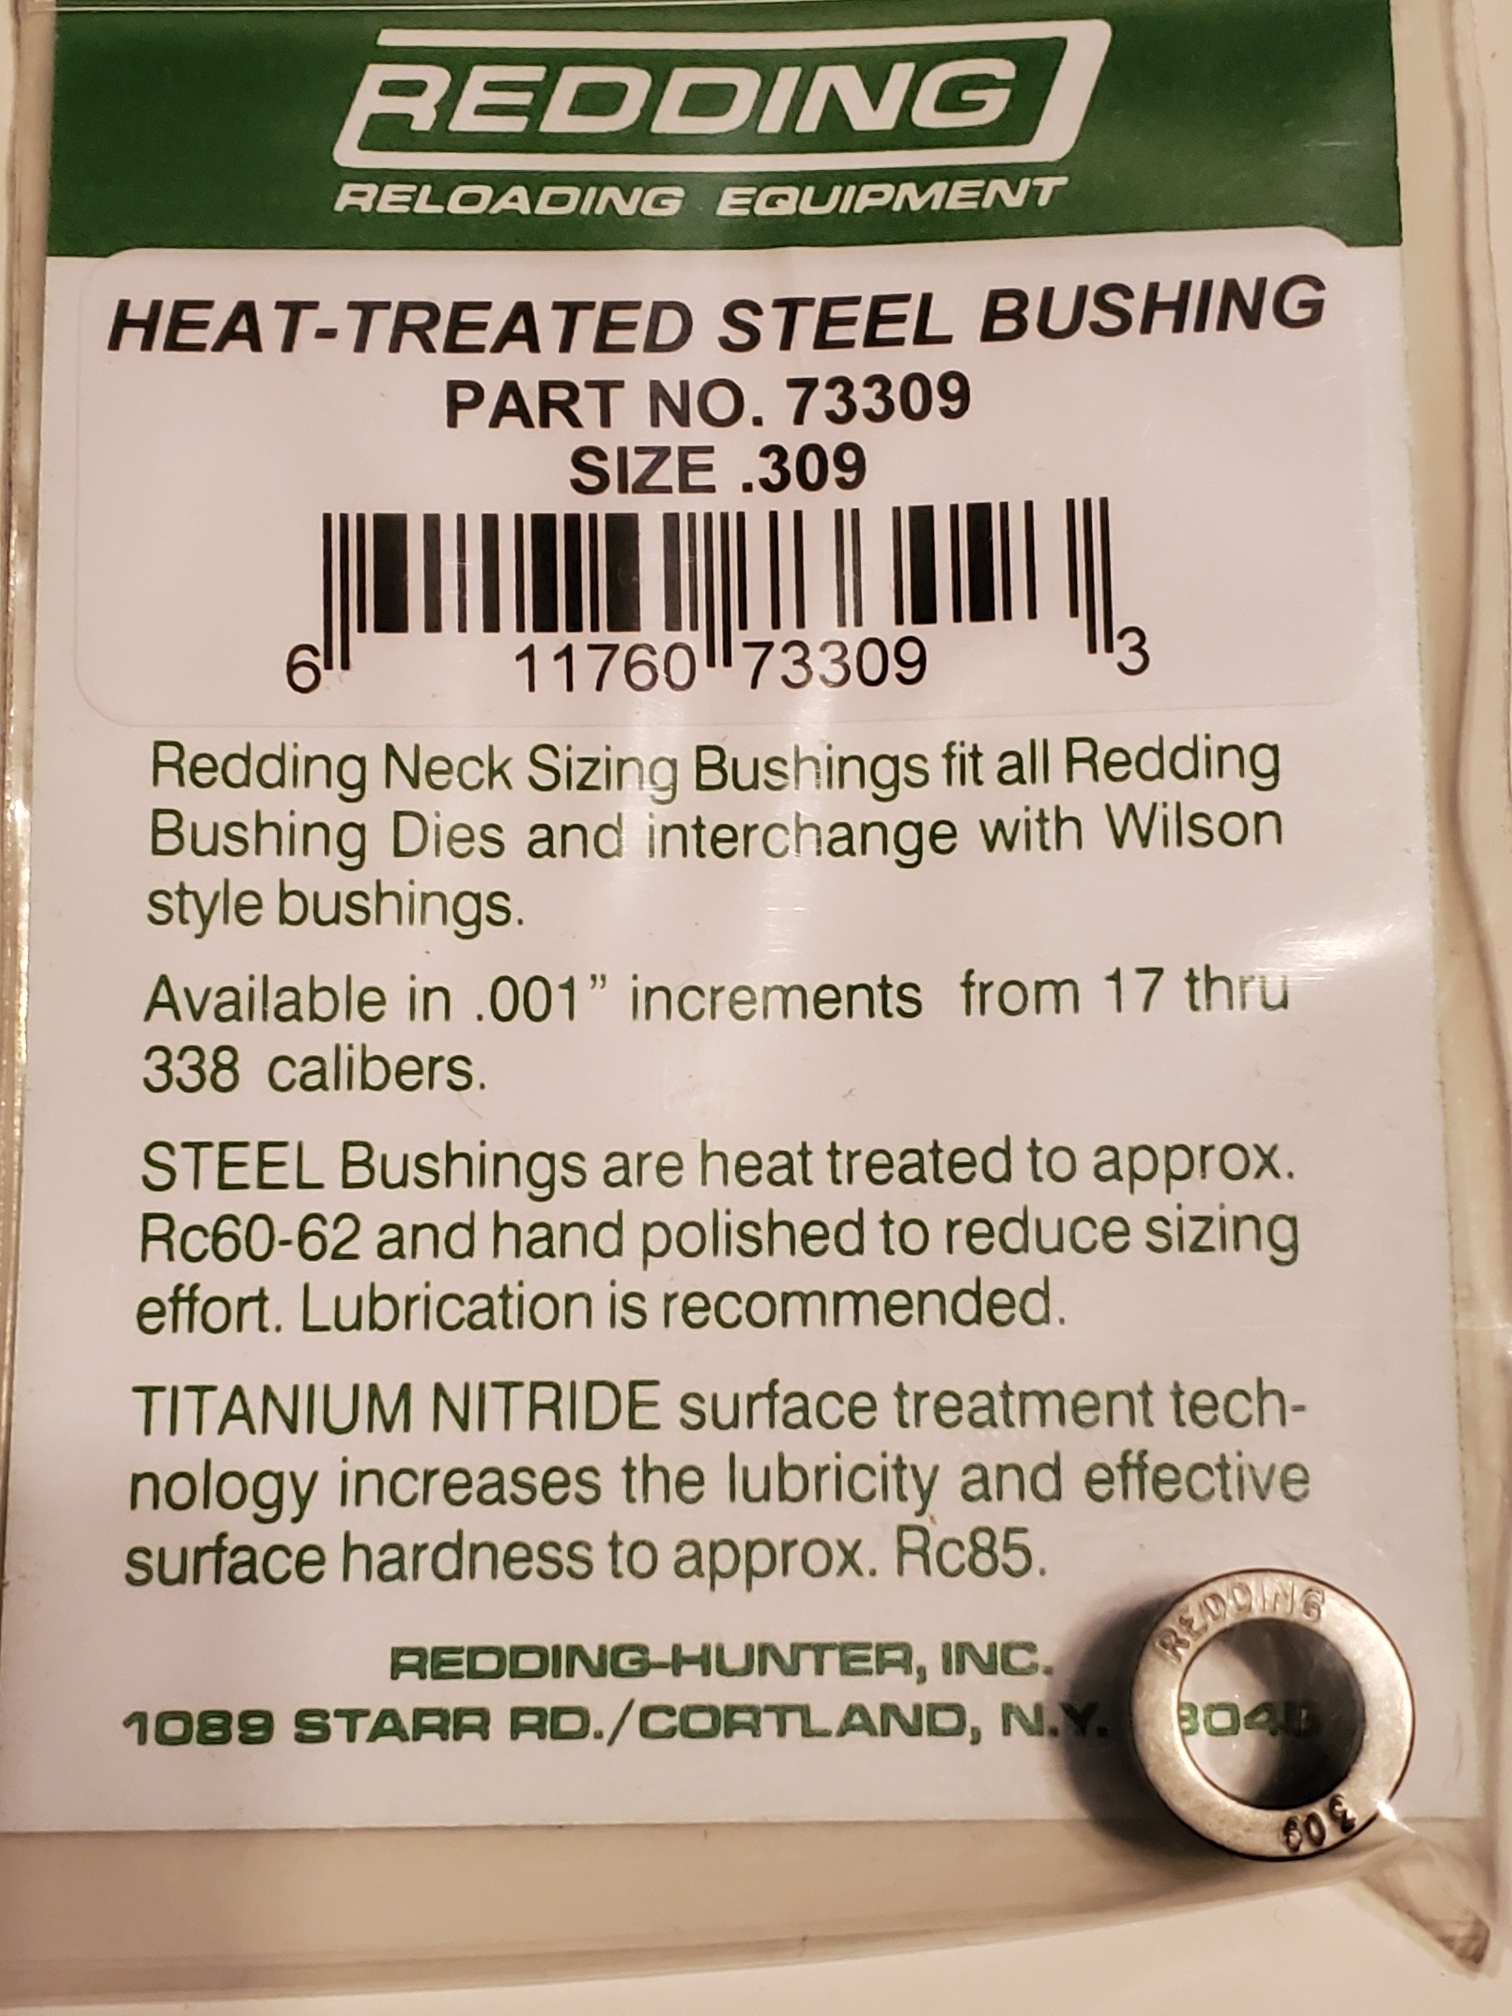 REDDING
RELOADING EQUIPMENT
HEAT-TREATED STEEL BUSHING
PART NO. 73309
SIZE .309
6 11760 73309 3
Redding Neck Sizing Bushings fit all Redding
Bushing Dies and interchange with Wilson
style bushings.
Available in .001” increments from 17 thru
338 calibers.
STEEL Bushings are heat treated to approx.
Rc60-62 and hand polished to reduce sizing
effort. Lubrication is recommended.
TITANIUM NITRIDE surface treatment tech-
nology increases the lubricity and effective
surface hardness to approx. Rc85.
REDDING-HUNTER, INC.
1089 STARR RD./CORTLAND, N.Y.
REDDING
309